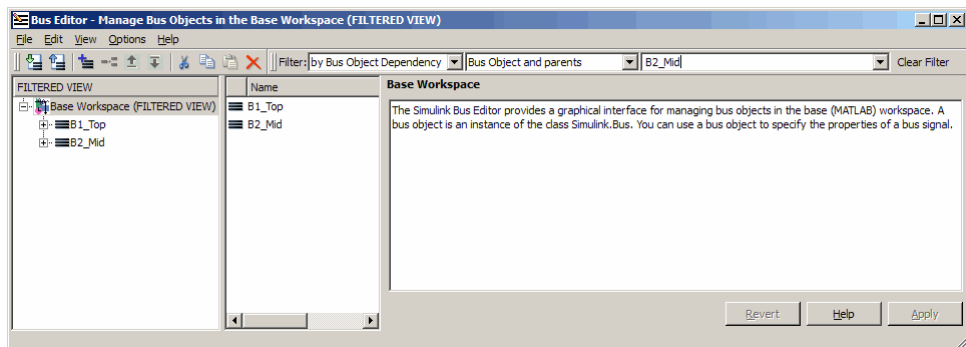 Bus Editor - Manage Bus Objects in the Base Workspace (FILTERED VIEW)
File Edit View Options Help
Filter: by Bus Object Dependency Bus Object and parents B2_Mid Clear Filter
FILTERED VIEW
Base Workspace (FILTERED VIEW)
B1_Top
B2_Mid
Name
B1_Top
B2_Mid
Base Workspace
The Simulink Bus Editor provides a graphical interface for managing bus objects in the base (MATLAB) workspace. A
bus object is an instance of the class Simulink.Bus. You can use a bus object to specify the properties of a bus signal.
Revert Help Apply